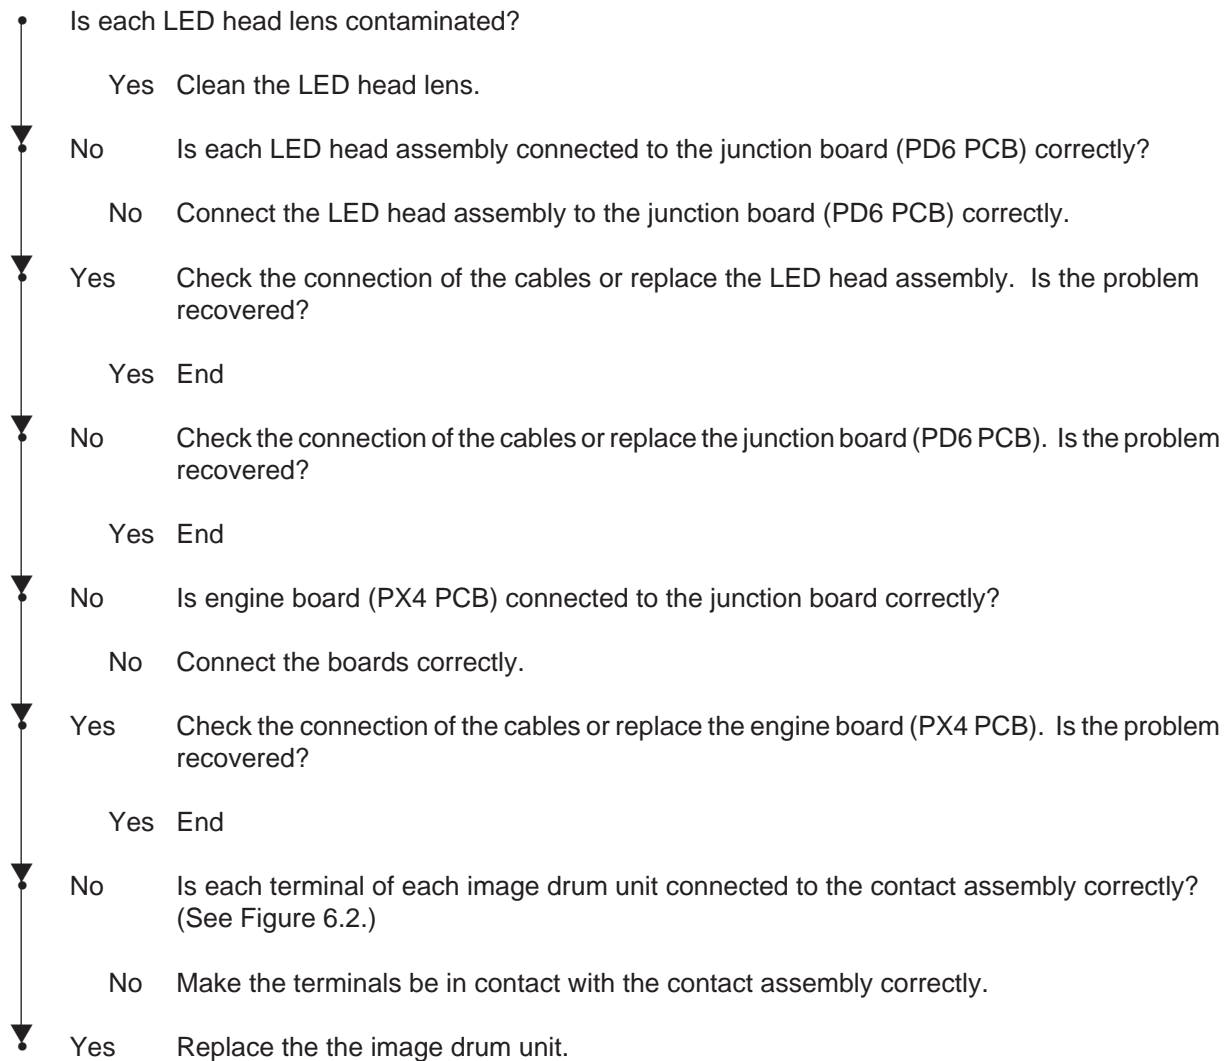 Is each LED head lens contaminated?
Yes Clean the LED head lens.
No Is each LED head assembly connected to the junction board (PD6 PCB) correctly?
No Connect the LED head assembly to the junction board (PD6 PCB) correctly.
Yes Check the connection of the cables or replace the LED head assembly. Is the problem
recovered?
Yes End
No Check the connection of the cables or replace the junction board (PD6 PCB). Is the problem
recovered?
Yes End
No Is engine board (PX4 PCB) connected to the junction board correctly?
No Connect the boards correctly.
Yes Check the connection of the cables or replace the engine board (PX4 PCB). Is the problem
recovered?
Yes End
No Is each terminal of each image drum unit connected to the contact assembly correctly?
(See Figure 6.2.)
No Make the terminals be in contact with the contact assembly correctly.
Yes Replace the the image drum unit.